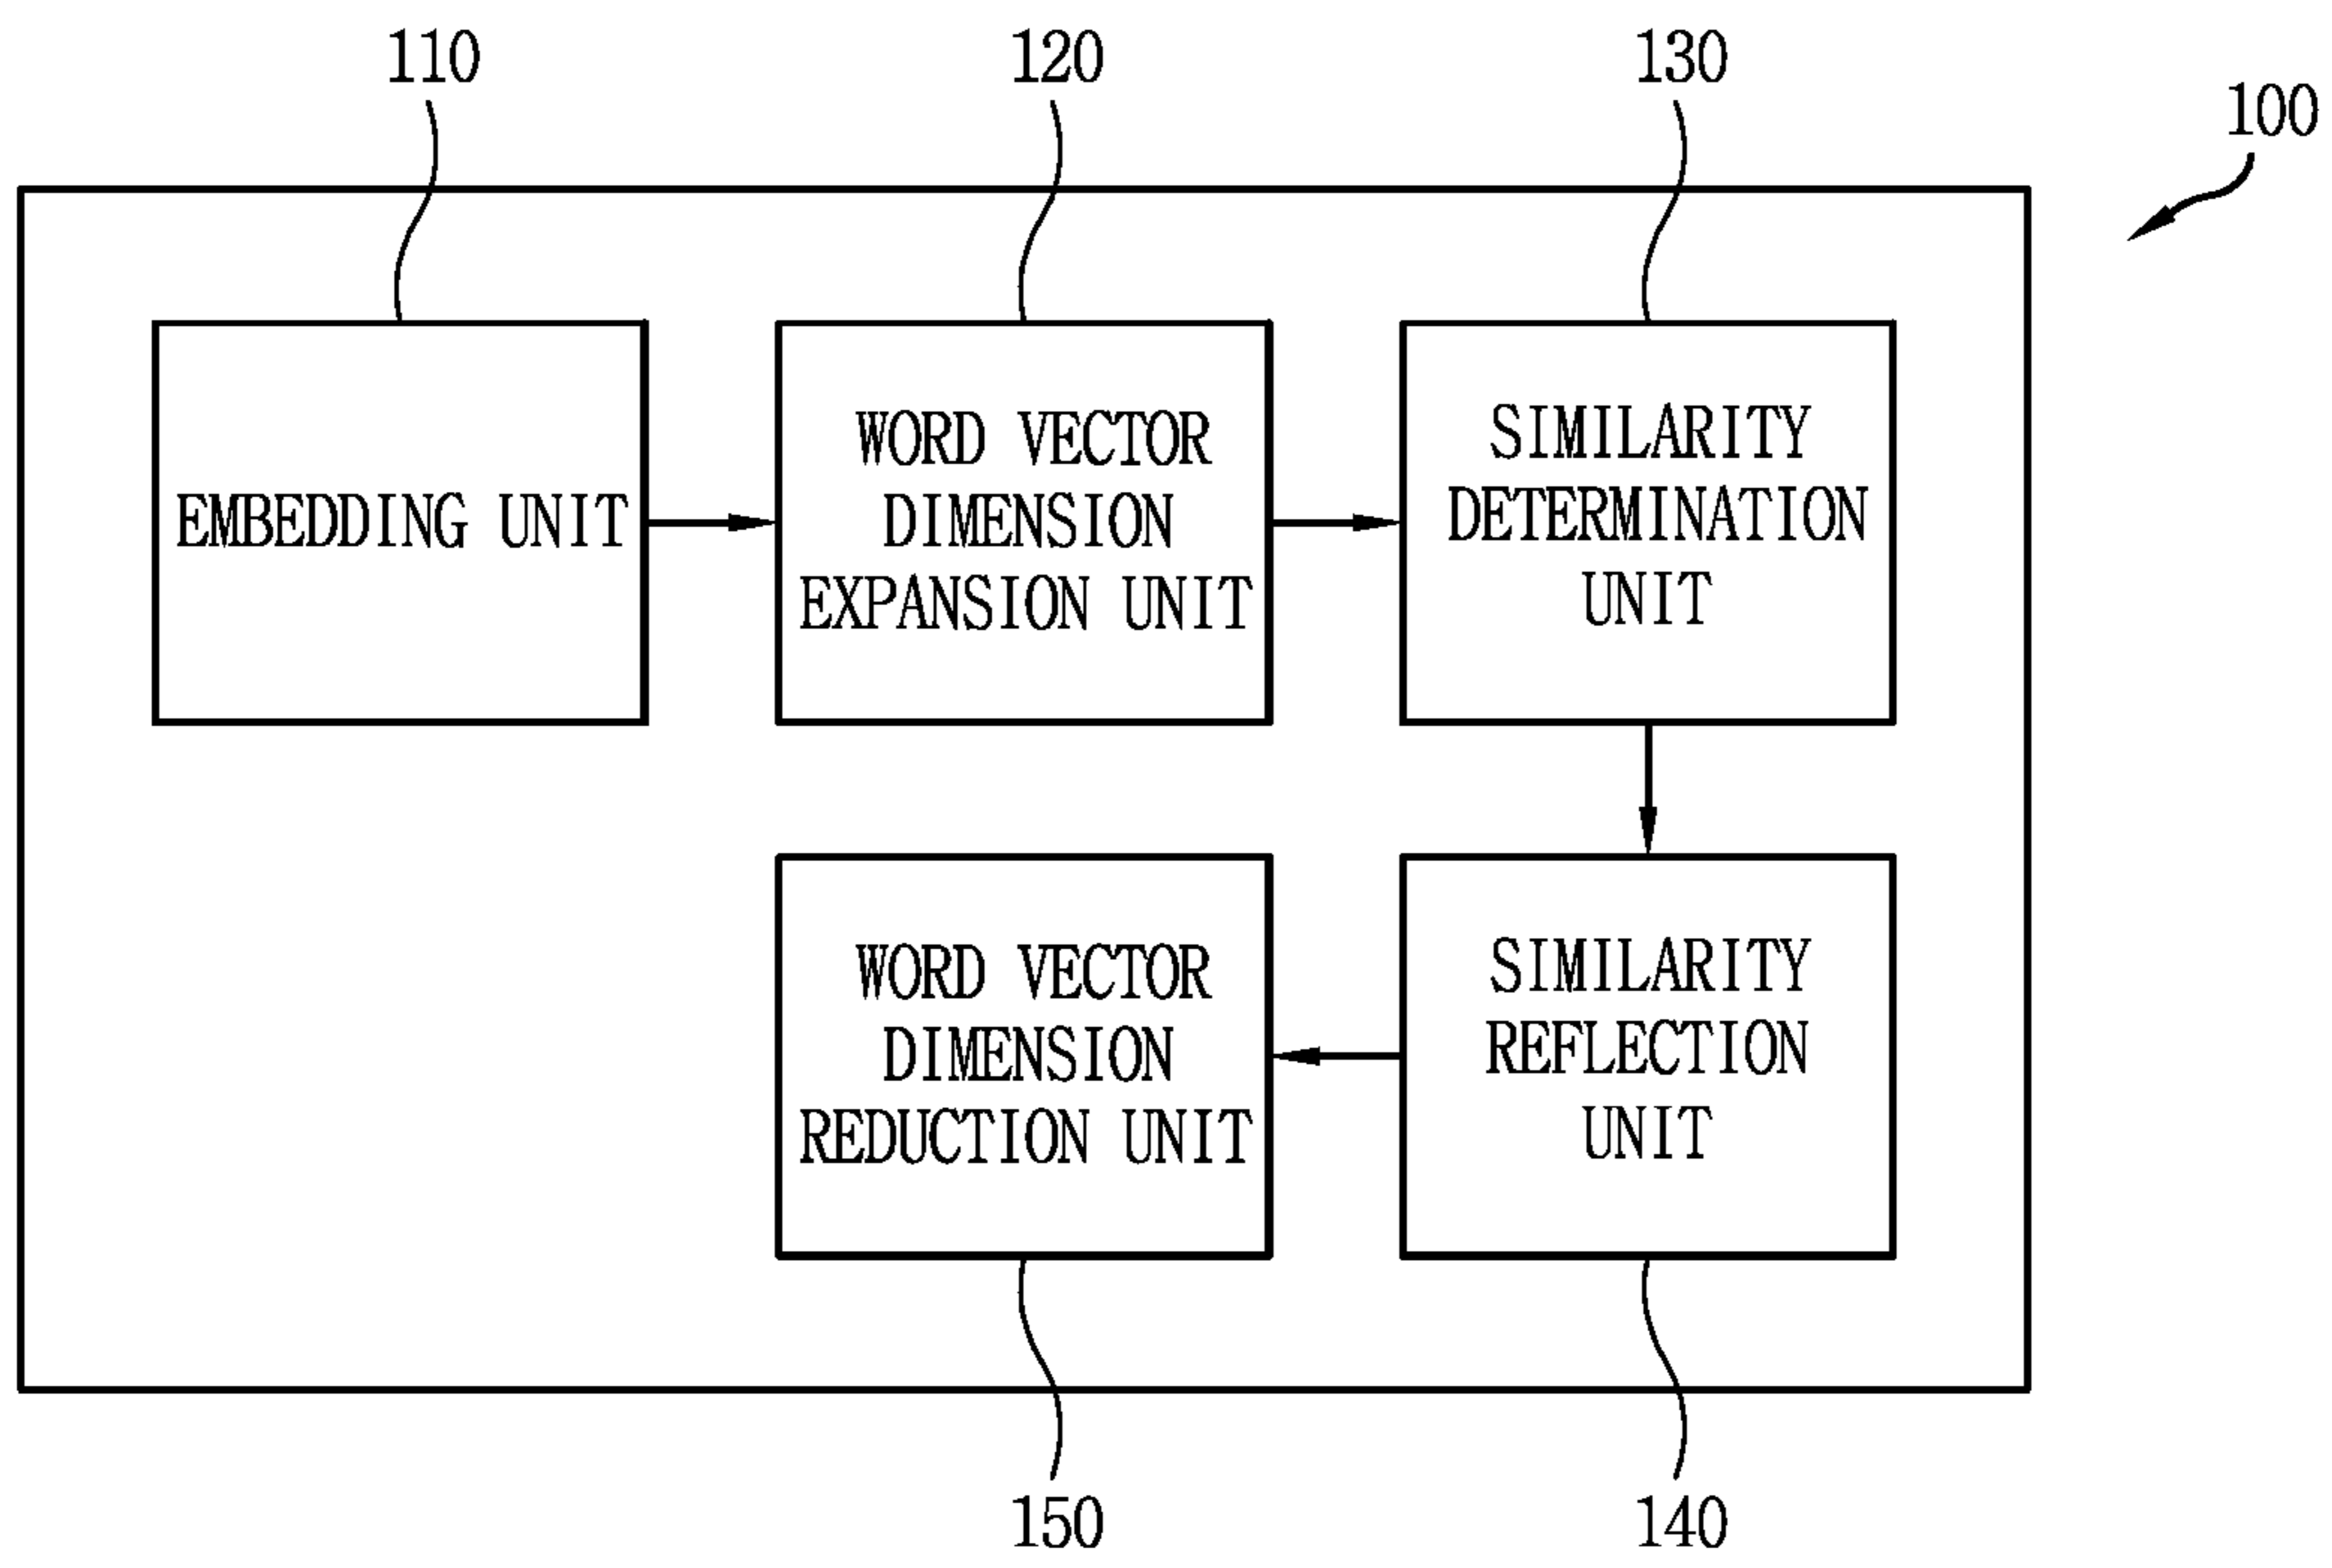 110
120
130
100
EMBEDDING UNIT
WORD VECTOR
DIMENSION
EXPANSION UNIT
SIMILARITY
DETERMINATION
UNIT
WORD VECTOR
DIMENSION
REDUCTION UNIT
SIMILARITY
REFLECTION
UNIT
150
140